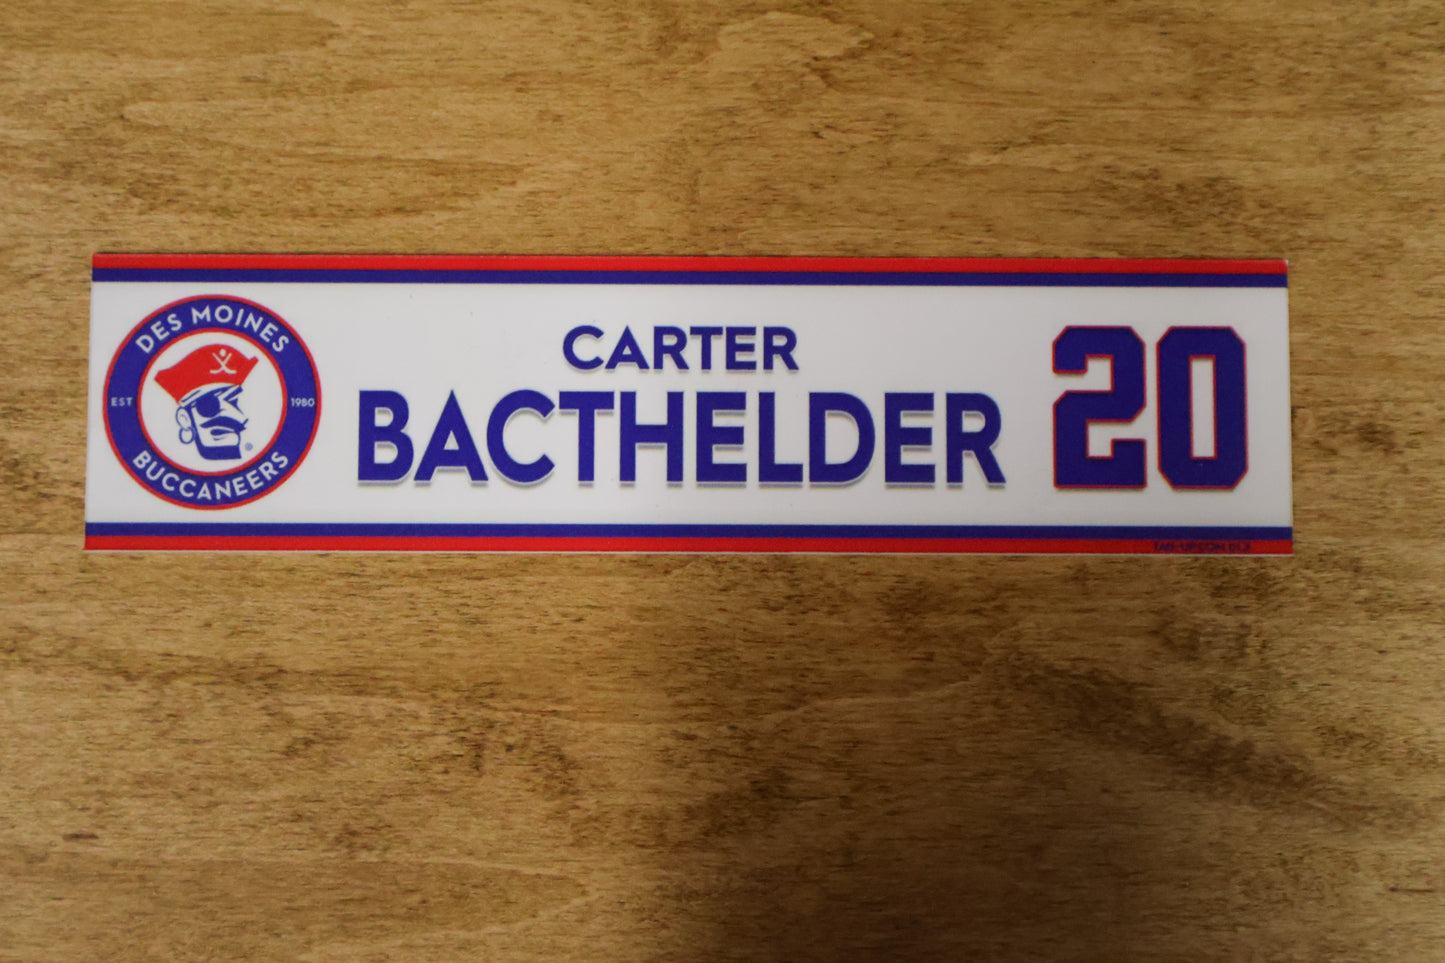 DES MOINES
EST 1980
BUCCANEERS
CARTER
BACTHELDER
20